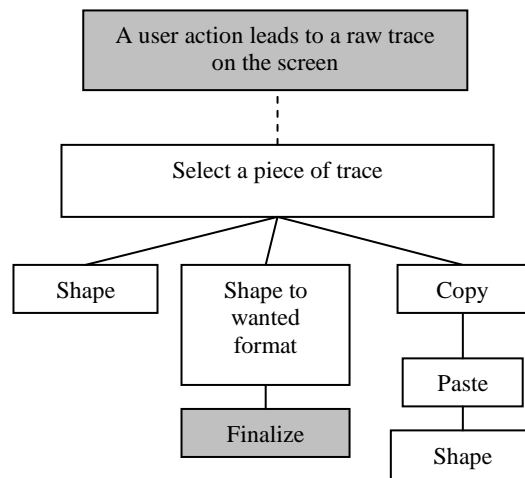 A user action leads to a raw trace
on the screen
Select a piece of trace
Shape
Shape to
wanted
format
Copy
Paste
Finalize
Shape